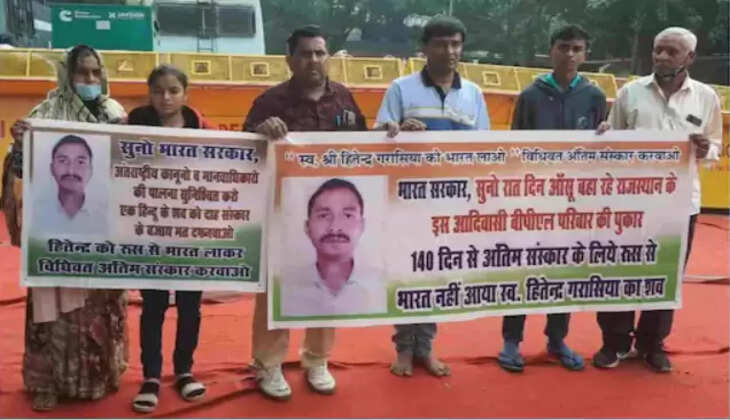 सुनो भारत सरकार,
अंतराष्ट्रीय कानूनो व मानवाधिकारो
की पालना सुनिश्चित करो
एक हिन्दू के शव को दाह संस्कार
के बजाय मत दफनवाओ
हितेन्द्र को रूस से भारत लाकर
विधिवत अंतिम संस्कार करवाओ
"स्व. श्री हितेन्द्र गरासिया को भारत लाओ" "विधिवत अंतिम संस्कार करवाओ
भारत सरकार, सुनो रात दिन आँसू बहा रहे राजस्थान के
इस आदिवासी बीपीएल परिवार की पुकार
140 दिन से अंतिम संस्कार के लिये रूस से
भारत नहीं आया स्व. हितेन्द्र गरासिया का शव